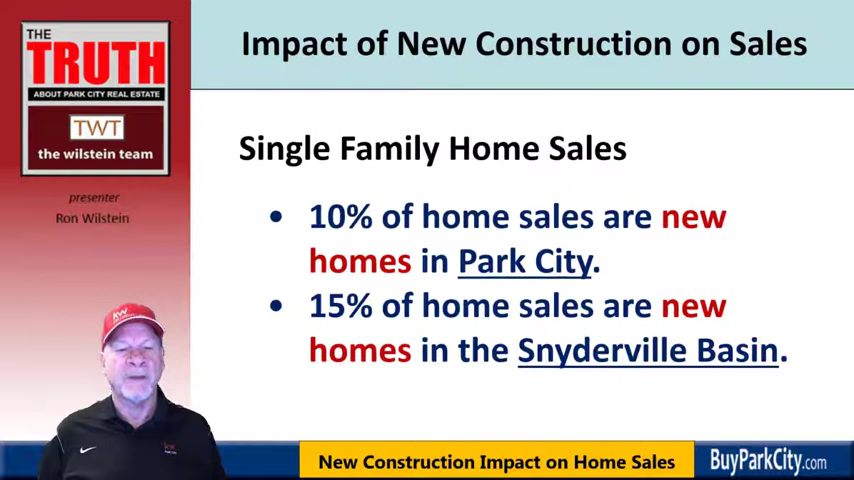 THE
TRUTH
ABOUT PARK CITY REAL ESTATE
TWT
the wilstein team
presenter
Ron Wilstein
Impact of New Construction on Sales
Single Family Home Sales
• 10% of home sales are new
homes in Park City.
• 15% of home sales are new
homes in the Snyderville Basin.
kw
New Construction Impact on Home Sales
BuyParkCity.com